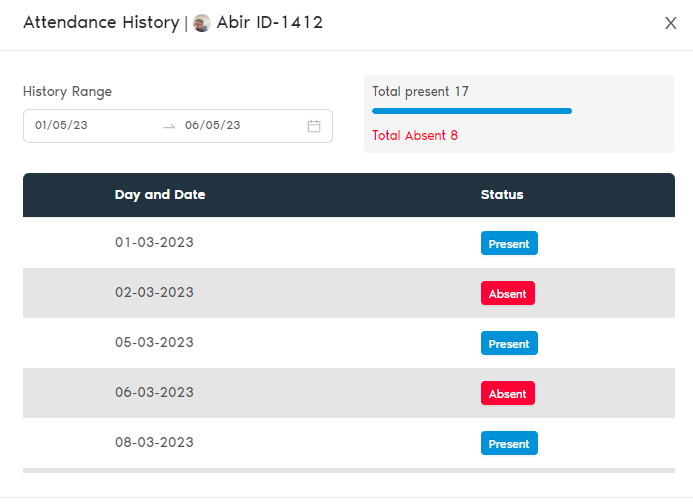 Attendance History | Abir ID-1412 X
History Range
01/05/23 → 06/05/23
Total present 17
Total Absent 8
Day and Date Status
01-03-2023 Present
02-03-2023 Absent
05-03-2023 Present
06-03-2023 Absent
08-03-2023 Present